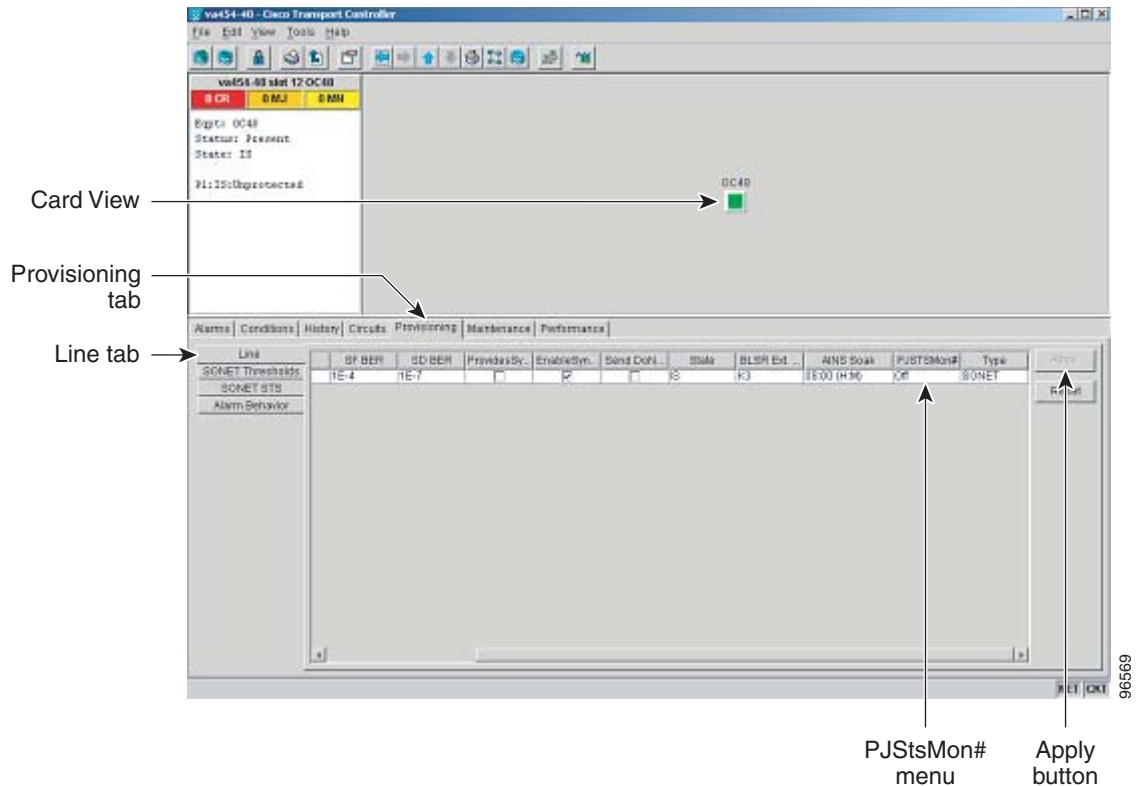 va454-40 - Cisco Transport Controller
File Edit View Tools Help
va454-40 slot 12 OC48
0 CR 0 MJ 0 MN
Eqpt: OC48
Status: Present
State: IS
P1:IS:Unprotected
OC48
Card View
Provisioning
tab
Alarms Conditions History Circuits Provisioning Maintenance Performance
Line tab
Line
SONET Thresholds
SONET STS
Alarm Behavior
SF BER SD BER ProvidesSy.. EnableSyn.. Send DoN.. State BLSR Ext ... AINS Soak PJSTSMon# Type
1E-4 1E-7 IS K3 08:00 (H:M) Off SONET
Apply
Reset
NET CKT
96569
PJStsMon#
menu
Apply
button